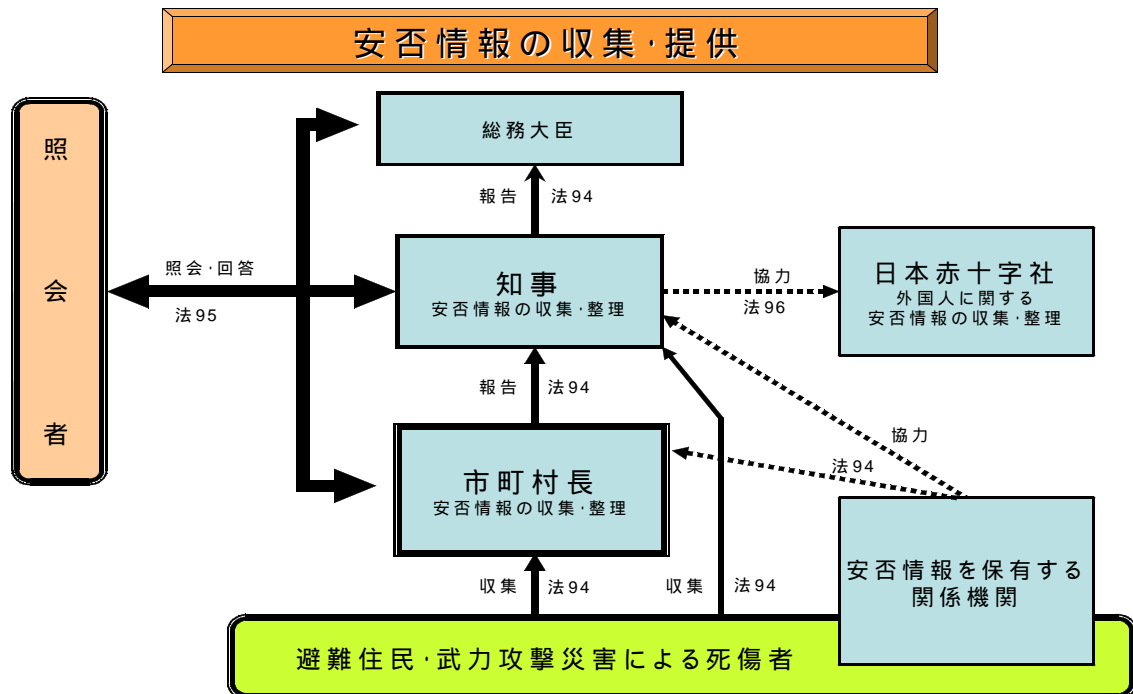 安否情報の収集・提供
照会者
総務大臣
報告 法94
照会・回答
法95
知事
安否情報の収集・整理
協力
法96
日本赤十字社
外国人に関する
安否情報の収集・整理
報告 法94
協力
法94
市町村長
安否情報の収集・整理
安否情報を保有する
関係機関
収集 法94
収集 法94
避難住民・武力攻撃災害による死傷者